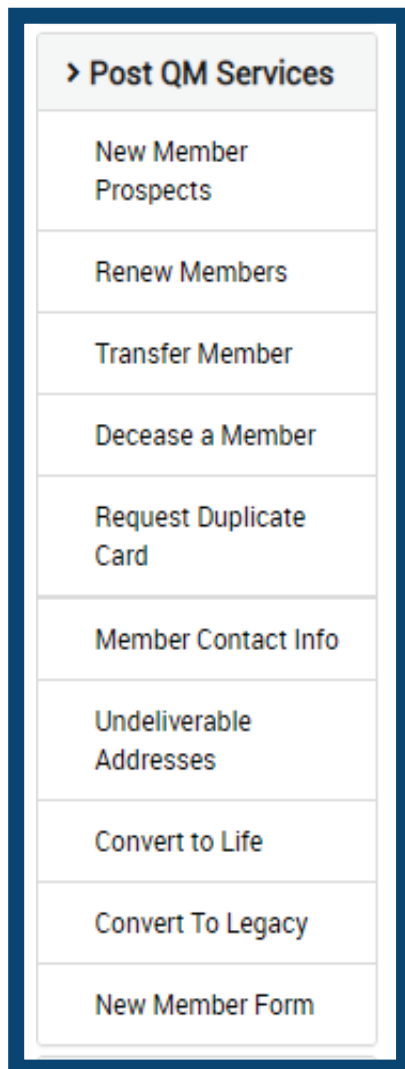 > Post QM Services
New Member
Prospects
Renew Members
Transfer Member
Decease a Member
Request Duplicate
Card
Member Contact Info
Undeliverable
Addresses
Convert to Life
Convert To Legacy
New Member Form